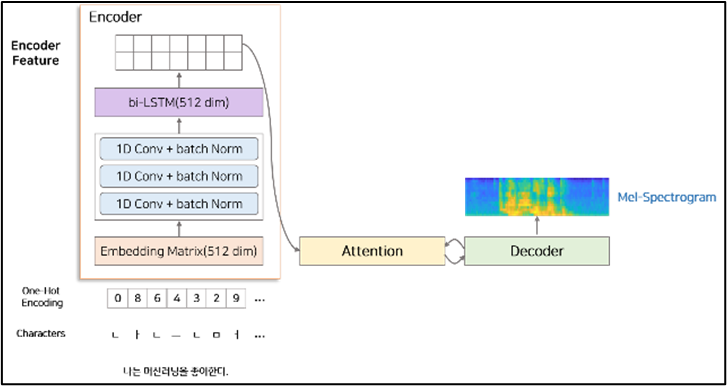 Encoder
Encoder Feature
bi-LSTM(512 dim)
1D Conv + batch Norm
1D Conv + batch Norm
1D Conv + batch Norm
Embedding Matrix(512 dim)
Attention
Decoder
Mel-Spectrogram
One-Hot Encoding
0 8 6 4 3 2 9 ...
Characters
ㄴ ㅏ ㄴ ㅡ ㄴ ㅁ ㅓ ...
나는 머신러닝을 좋아한다.